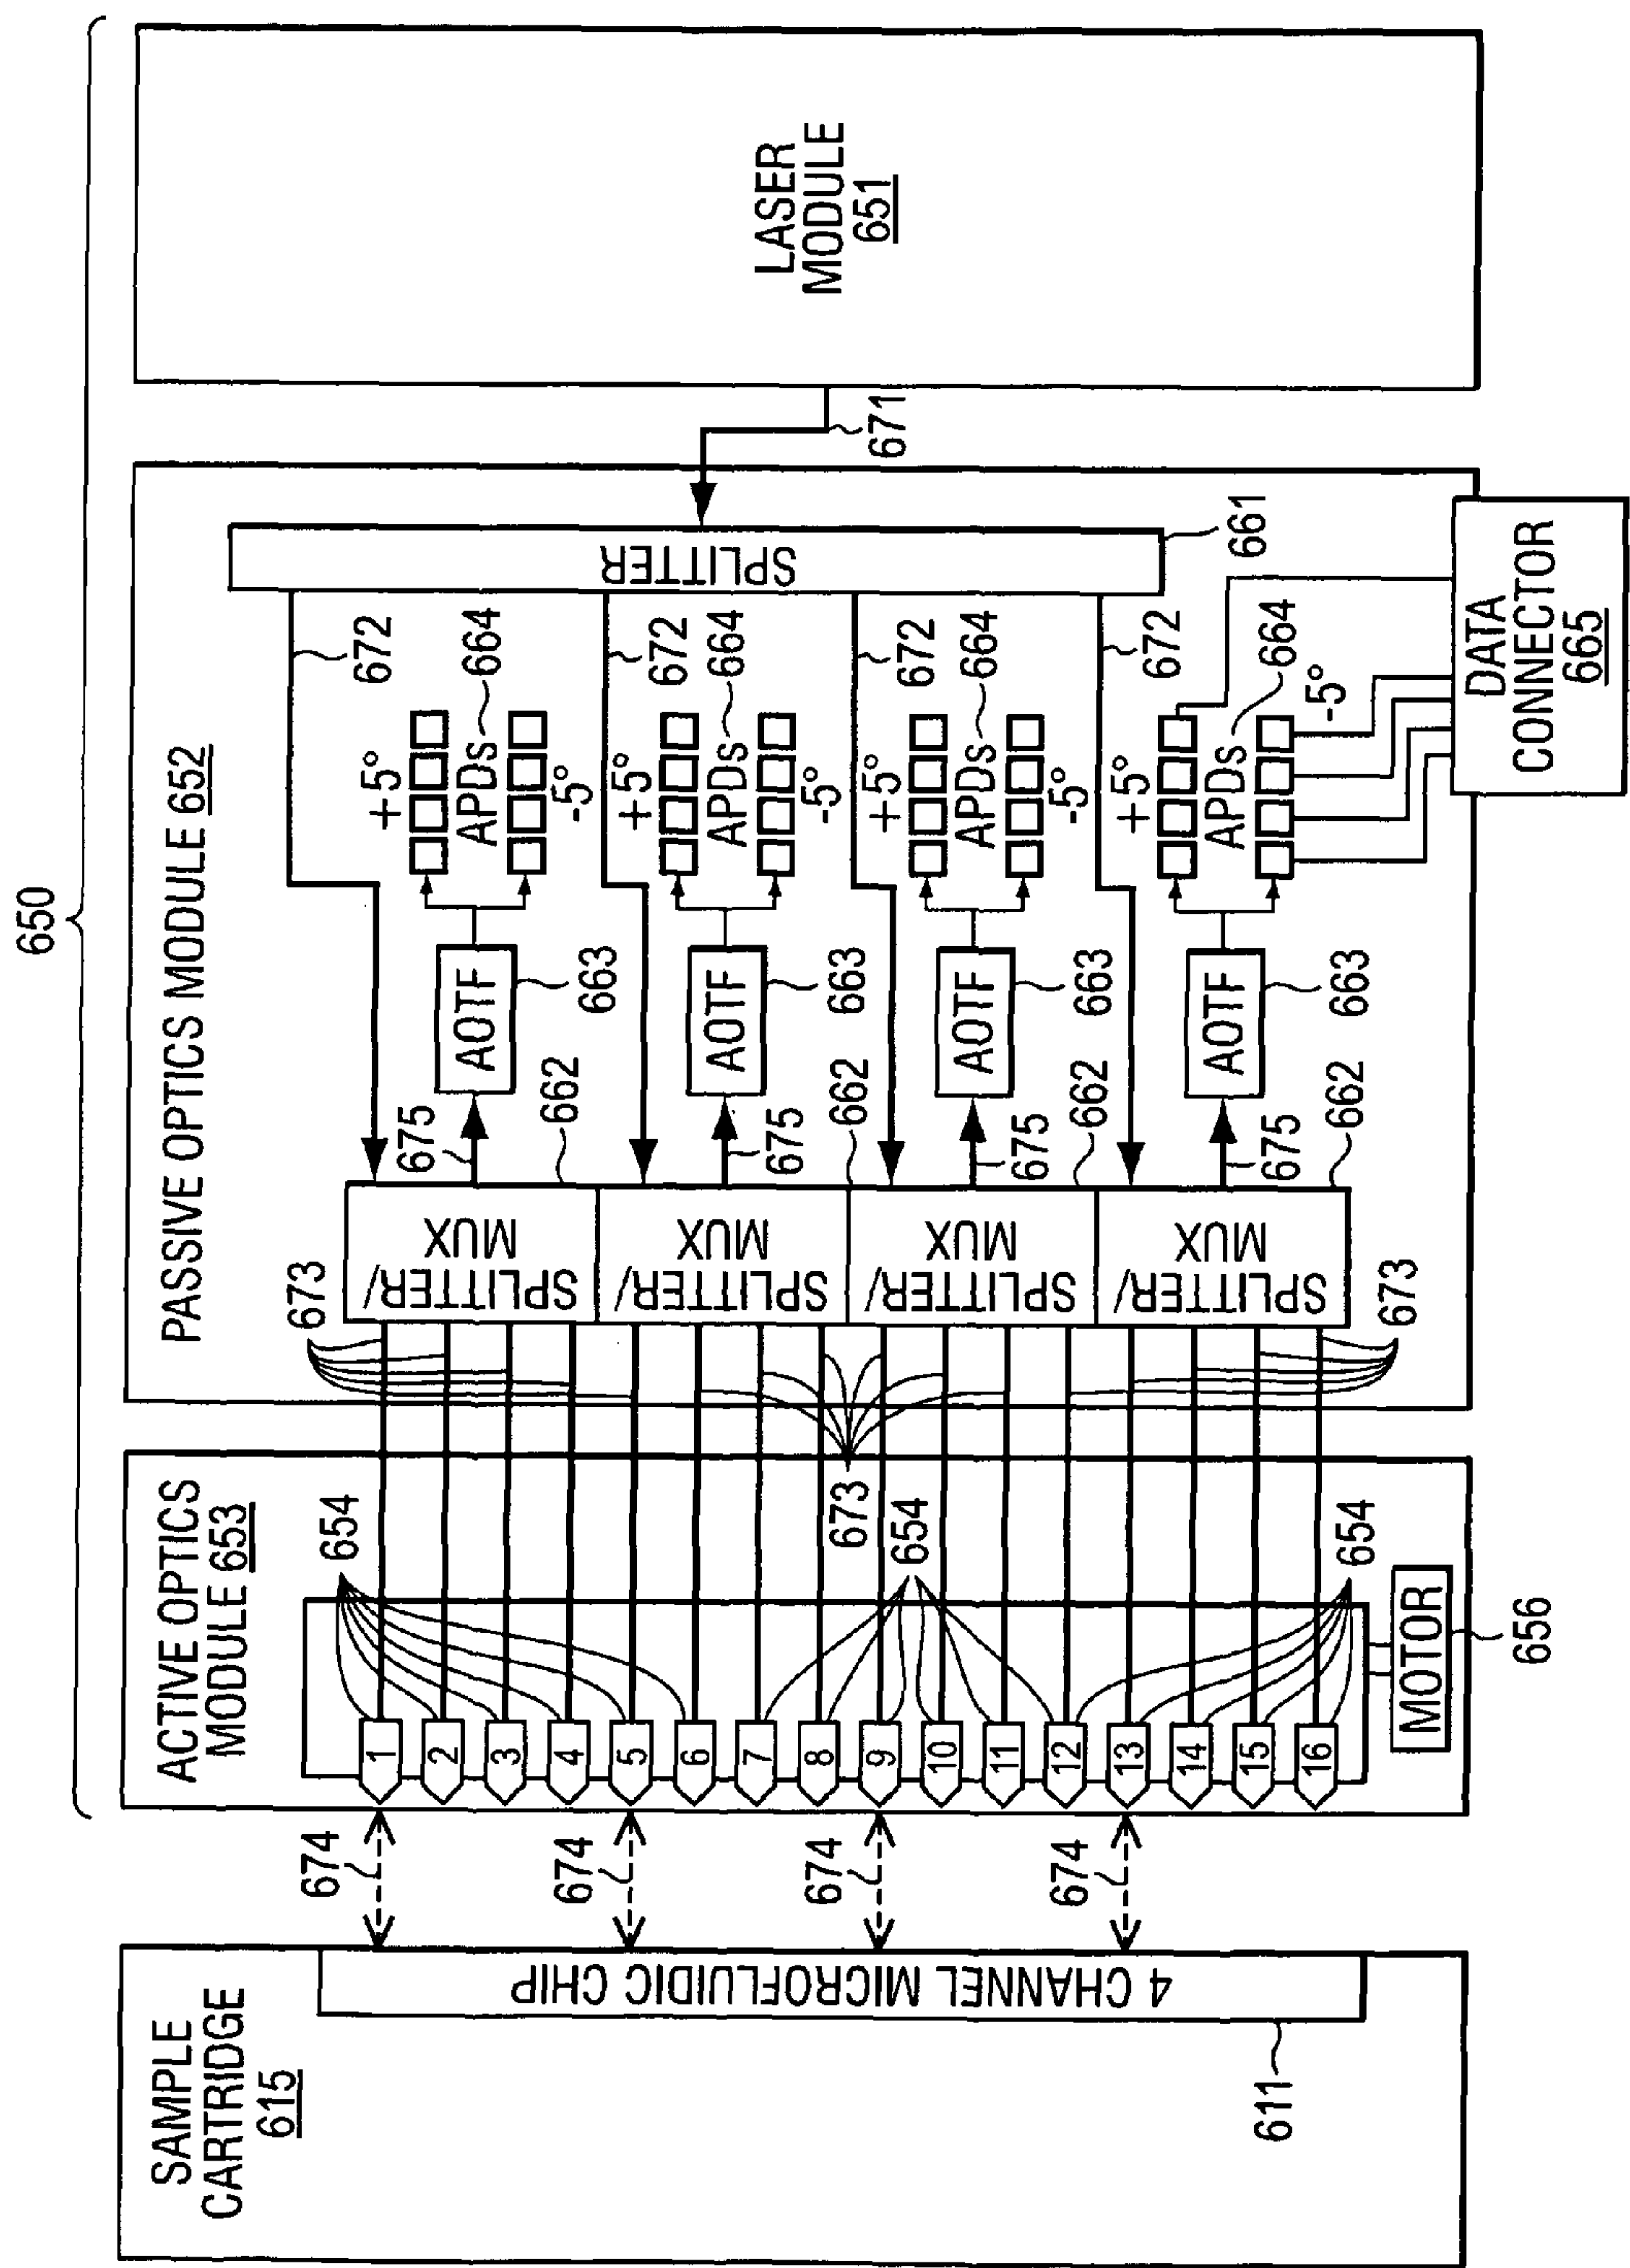 650
SAMPLE
CARTRIDGE
615
4 CHANNEL MICROFLUIDIC CHIP
611
674
674
674
674
ACTIVE OPTICS
MODULE 653
654
654
654
1
2
3
4
5
6
7
8
9
10
11
12
13
14
15
16
MOTOR
656
PASSIVE OPTICS MODULE 652
673
673
673
SPLITTER/
MUX
SPLITTER/
MUX
SPLITTER/
MUX
SPLITTER/
MUX
662
662
662
662
675
675
675
675
AOTF
AOTF
AOTF
AOTF
663
663
663
663
+5°
APDs
-5°
664
+5°
APDs
-5°
664
+5°
APDs
-5°
664
+5°
APDs
-5°
664
672
672
672
672
SPLITTER
661
DATA
CONNECTOR
665
671
LASER
MODULE
651